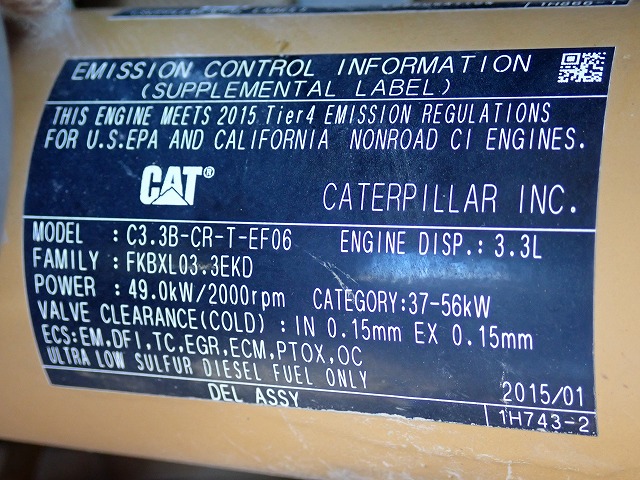 1H860-1
EMISSION CONTROL INFORMATION
(SUPPLEMENTAL LABEL)
THIS ENGINE MEETS 2015 Tier4 EMISSION REGULATIONS
FOR U.S.EPA AND CALIFORNIA NONROAD CI ENGINES.
CAT® CATERPILLAR INC.
MODEL : C3.3B-CR-T-EF06 ENGINE DISP.: 3.3L
FAMILY : FKBXL03.3EKD
POWER : 49.0kW/2000rpm CATEGORY:37-56kW
VALVE CLEARANCE(COLD) : IN 0.15mm EX 0.15mm
ECS:EM,DFI,TC,EGR,ECM,PTOX,OC
ULTRA LOW SULFUR DIESEL FUEL ONLY
2015/01
DEL ASSY
1H743-2